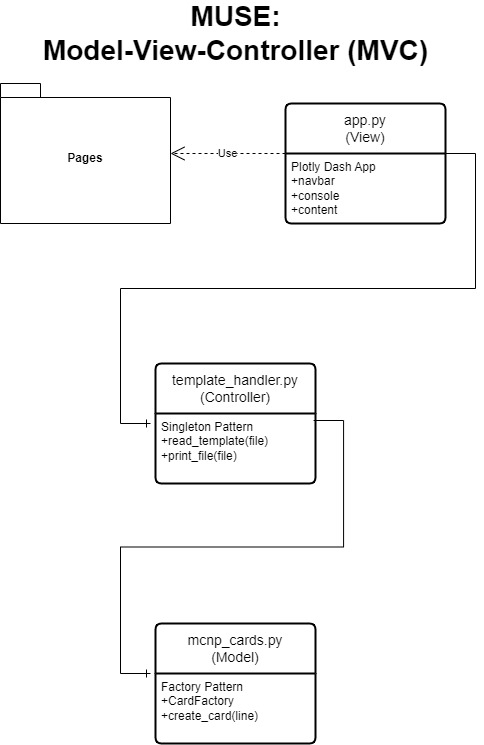 MUSE:
Model-View-Controller (MVC)
Pages
Use
app.py
(View)
Plotly Dash App
+navbar
+console
+content
template_handler.py
(Controller)
Singleton Pattern
+read_template(file)
+print_file(file)
mcnp_cards.py
(Model)
Factory Pattern
+CardFactory
+create_card(line)